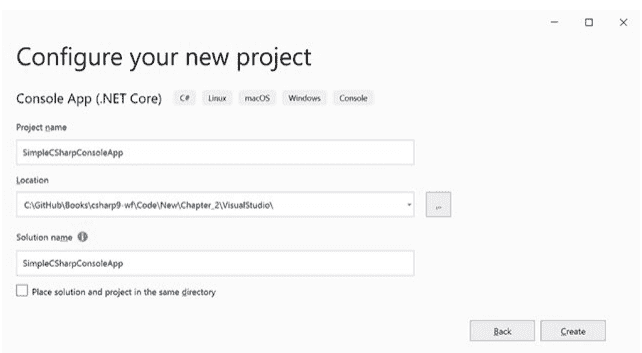 Configure your new project
Console App (.NET Core) C# Linux macOS Windows Console
Project name
SimpleCSharpConsoleApp
Location
C:\GitHub\Books\csharp9-wf\Code\New\Chapter_2\VisualStudio\
...
Solution name
SimpleCSharpConsoleApp
Place solution and project in the same directory
Back Create